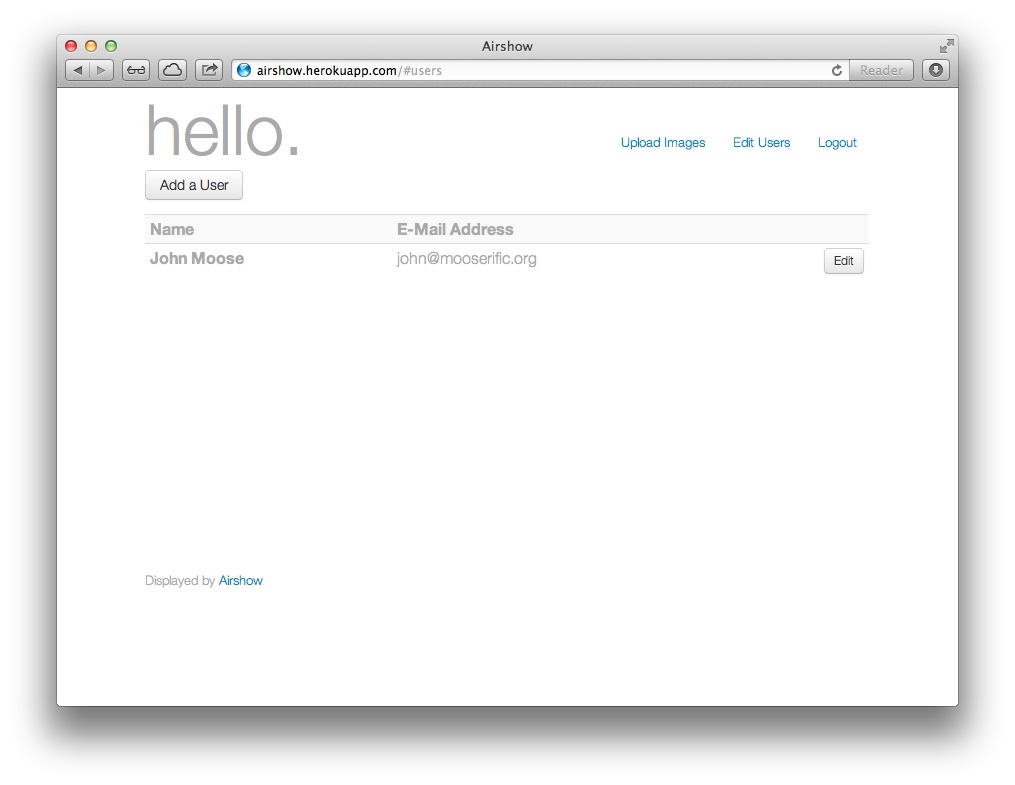 Airshow
airshow.herokuapp.com/#users
Reader
hello.
Upload Images Edit Users Logout
Add a User
Name E-Mail Address
John Moose john@mooserific.org Edit
Displayed by Airshow